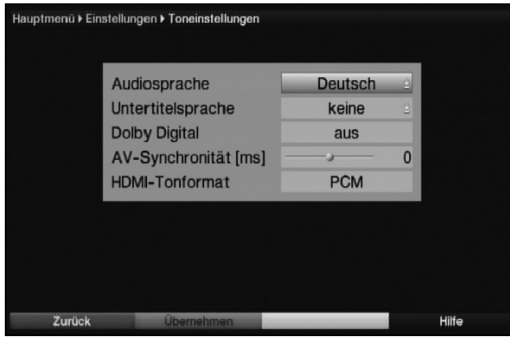 Hauptmenü ▸ Einstellungen ▸ Toneinstellungen
Audiosprache Deutsch
Untertitelsprache keine
Dolby Digital aus
AV-Synchronität [ms] 0
HDMI-Tonformat PCM
Zurück Übernehmen Hilfe